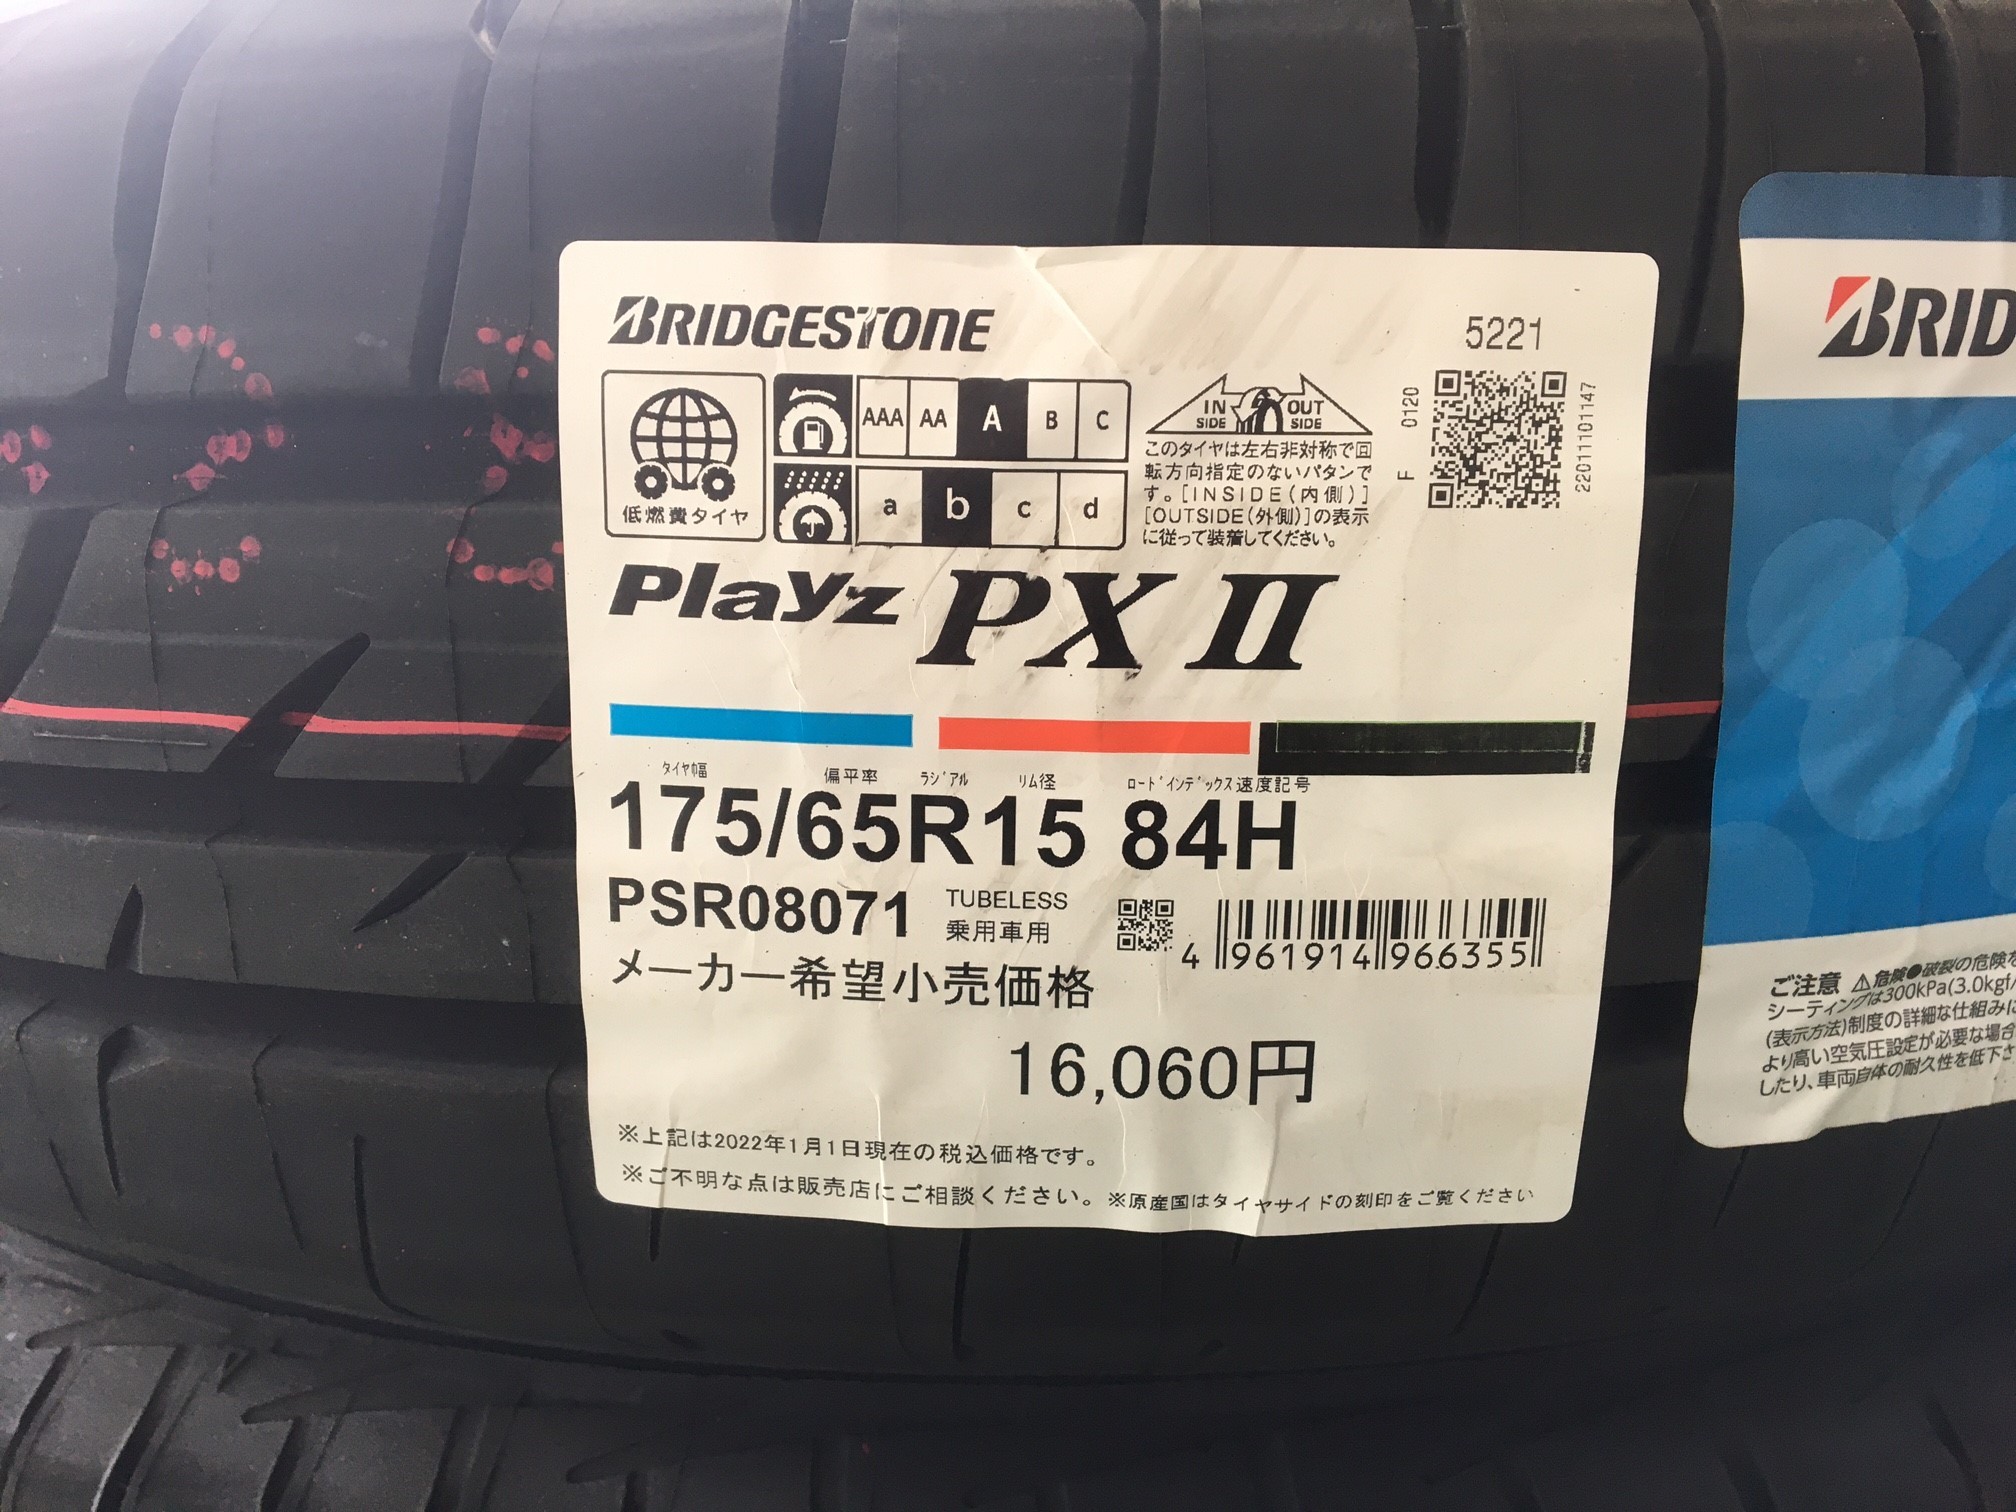 BRIDGESTONE
5221
低燃費タイヤ
AAA AA A B C
a b c d
IN SIDE OUT SIDE
このタイヤは左右非対称で回
転方向指定のないパタンで
す。[INSIDE(内側)]
[OUTSIDE(外側)]の表示
に従って装着してください。
F 0120
2201110​1147
Playz PX II
タイヤ幅 偏平率 ラジアル リム径 ロードインデックス 速度記号
175/65R15 84H
PSR08071 TUBELESS
乗用車用
4 961914 966355
メーカー希望小売価格
16,060円
※上記は2022年1月1日現在の税込価格です。
※ご不明な点は販売店にご相談ください。 ※原産国はタイヤサイドの刻印をご覧ください
BRID
ご注意 ⚠危険●破裂の危険を
シーティングは300kPa(3.0kgf/
(表示方法)制度の詳細な仕組みに
より高い空気圧設定が必要な場合
したり、車両自体の耐久性を低下さ